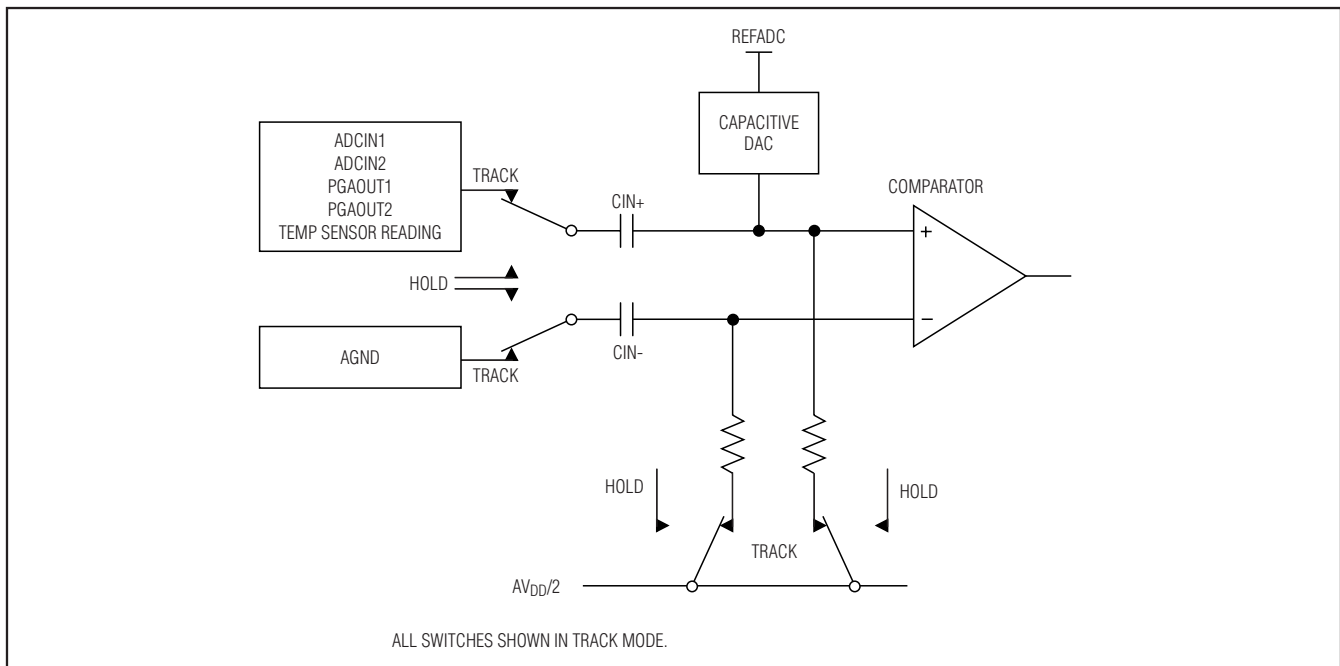 REFADC
CAPACITIVE
DAC
ADCIN1
ADCIN2
PGAOUT1
PGAOUT2
TEMP SENSOR READING
TRACK
CIN+
COMPARATOR
+
HOLD
−
AGND
TRACK
CIN-
HOLD
HOLD
TRACK
AVDD/2
ALL SWITCHES SHOWN IN TRACK MODE.